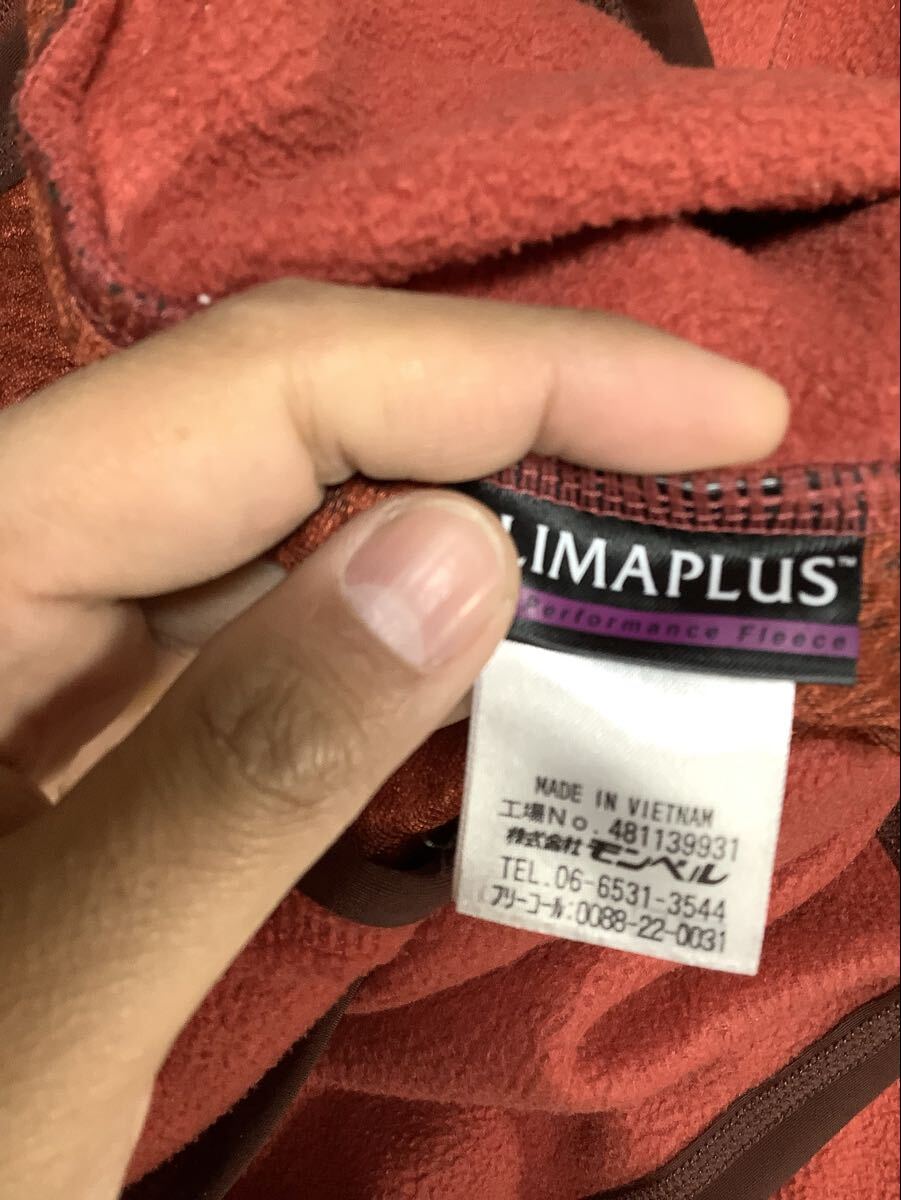 LIMAPLUS™
Performance Fleece
MADE IN VIETNAM
工場No. 481139931
株式会社モンベル
TEL. 06-6531-3544
フリーコール:0088-22-0031